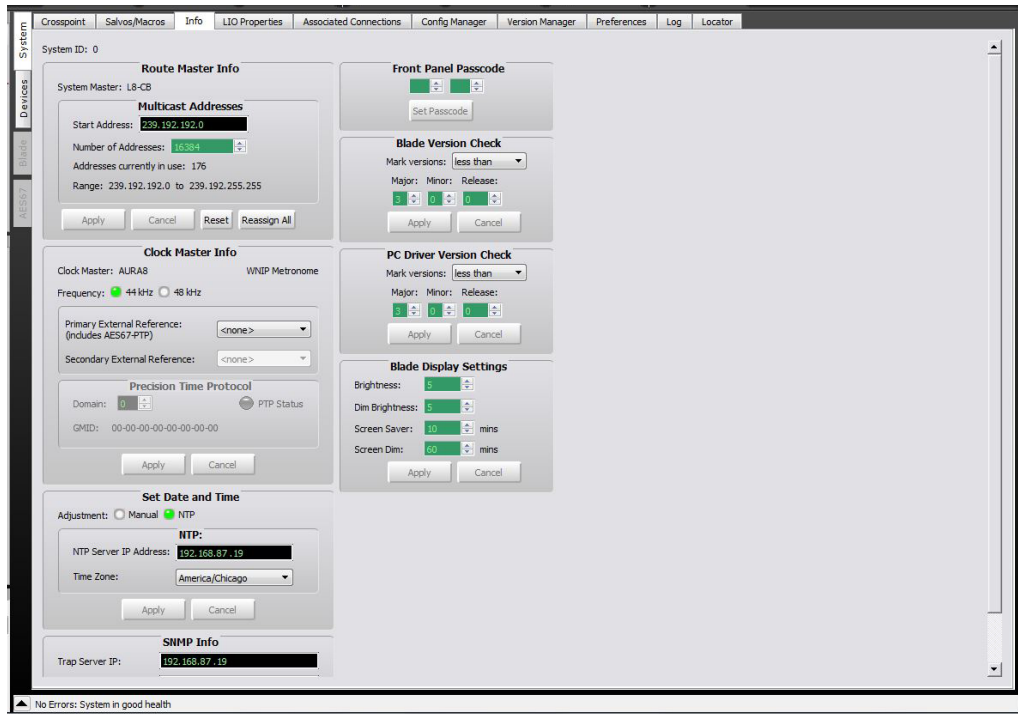 Crosspoint Salvos/Macros Info LIO Properties Associated Connections Config Manager Version Manager Preferences Log Locator
System
Devices
Blade
AES67
System ID: 0
Route Master Info
System Master: L8-CB
Multicast Addresses
Start Address: 239.192.192.0
Number of Addresses: 16384
Addresses currently in use: 176
Range: 239.192.192.0 to 239.192.255.255
Apply Cancel Reset Reassign All
Clock Master Info
Clock Master: AURA8 WNIP Metronome
Frequency: 44 kHz 48 kHz
Primary External Reference: <none>
(includes AES67-PTP)
Secondary External Reference: <none>
Precision Time Protocol
Domain: 0 PTP Status
GMID: 00-00-00-00-00-00-00-00
Apply Cancel
Set Date and Time
Adjustment: Manual NTP
NTP:
NTP Server IP Address: 192.168.87.19
Time Zone: America/Chicago
Apply Cancel
SNMP Info
Trap Server IP: 192.168.87.19
Front Panel Passcode
Set Passcode
Blade Version Check
Mark versions: less than
Major: Minor: Release:
3 0 0
Apply Cancel
PC Driver Version Check
Mark versions: less than
Major: Minor: Release:
3 0 0
Apply Cancel
Blade Display Settings
Brightness: 5
Dim Brightness: 5
Screen Saver: 10 mins
Screen Dim: 60 mins
Apply Cancel
No Errors: System in good health